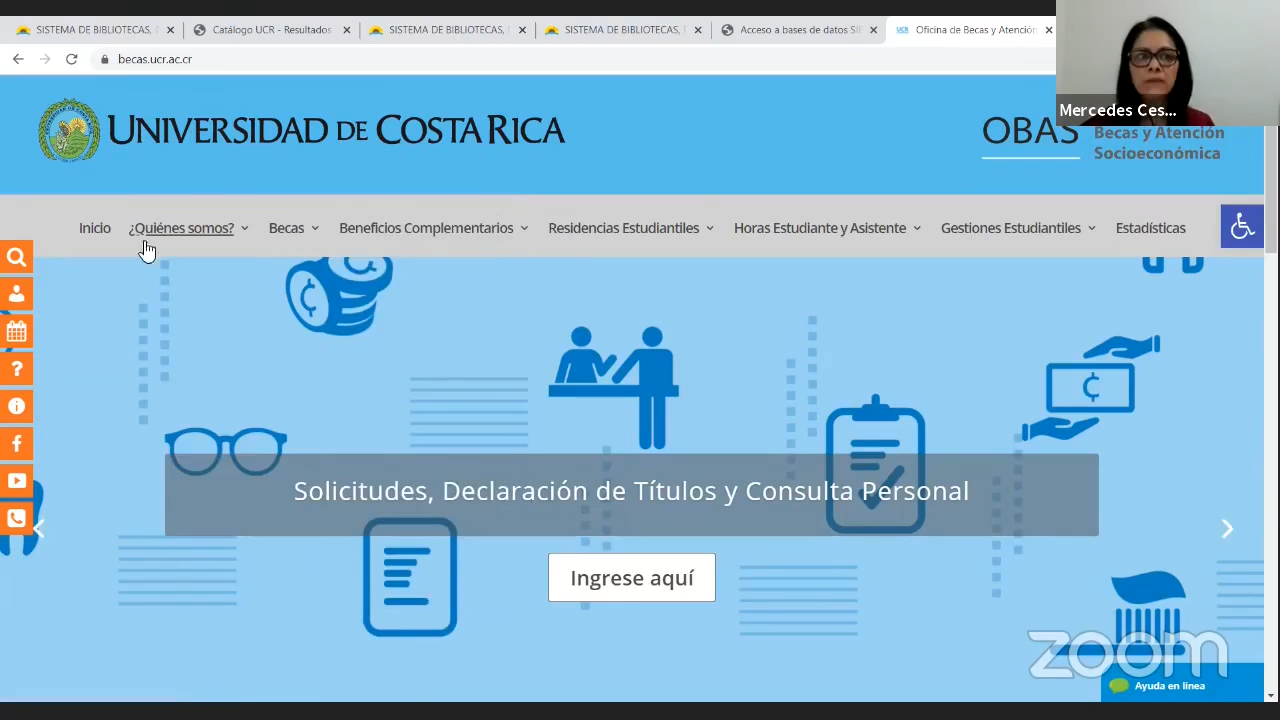 SISTEMA DE BIBLIOTECAS,
Catálogo UCR - Resultados
SISTEMA DE BIBLIOTECAS,
SISTEMA DE BIBLIOTECAS,
Acceso a bases de datos SIE
Oficina de Becas y Atención
becas.ucr.ac.cr
Mercedes Ces...
UNIVERSIDAD DE COSTA RICA
OBAS
Becas y Atención
Socioeconómica
Inicio ¿Quiénes somos? Becas Beneficios Complementarios Residencias Estudiantiles Horas Estudiante y Asistente Gestiones Estudiantiles Estadísticas
Solicitudes, Declaración de Títulos y Consulta Personal
Ingrese aquí
zoom
Ayuda en línea